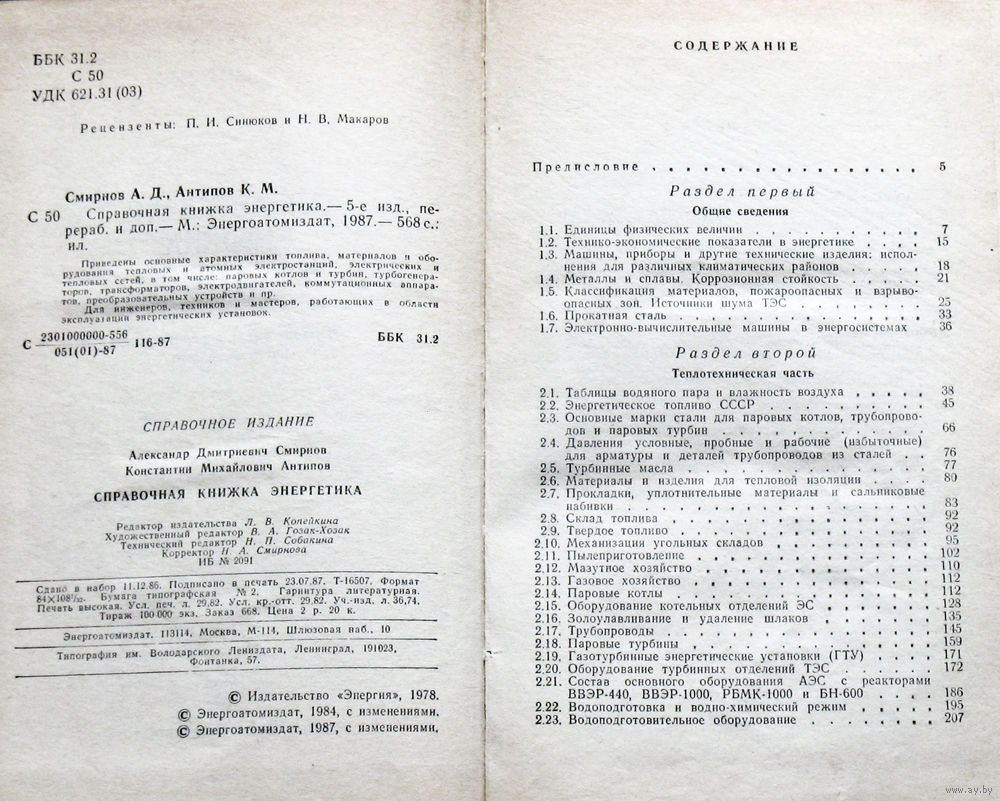 ББК 31.2
С 50
УДК 621.31 (03)
Рецензенты: П. И. Синюков и Н. В. Макаров
Смирнов А. Д., Антипов К. М.
С 50 Справочная книжка энергетика.— 5-е изд., пе-
рераб. и доп.— М.: Энергоатомиздат, 1987.— 568 с.:
ил.
Приведены основные характеристики топлива, материалов и обо-
рудования тепловых и атомных электростанций, электрических и
тепловых сетей, в том числе: паровых котлов и турбин, турбогенера-
торов, трансформаторов, электродвигателей, коммутационных аппара-
тов, преобразовательных устройств и пр.
Для инженеров, техников и мастеров, работающих в области
эксплуатации энергетических установок.
С 2301000000-556
051(01)-87 116-87 ББК 31.2
СПРАВОЧНОЕ ИЗДАНИЕ
Александр Дмитриевич Смирнов
Константин Михайлович Антипов
СПРАВОЧНАЯ КНИЖКА ЭНЕРГЕТИКА
Редактор издательства Л. В. Копейкина
Художественный редактор В. А. Гозак-Хозак
Технический редактор Н. П. Собакина
Корректор Н. А. Смирнова
ИБ № 2091
Сдано в набор 11.12.86. Подписано в печать 23.07.87. Т-16507. Формат
84×108¹/₃₂. Бумага типографская № 2. Гарнитура литературная.
Печать высокая. Усл. печ. л. 29,82. Усл. кр.-отт. 29,82. Уч.-изд. л. 36,74.
Тираж 100 000 экз. Заказ 668. Цена 2 р. 20 к.
Энергоатомиздат. 113114, Москва, М-114, Шлюзовая наб., 10
Типография им. Володарского Лениздата, Ленинград, 191023,
Фонтанка, 57.
© Издательство «Энергия», 1978.
© Энергоатомиздат, 1984, с изменениями.
© Энергоатомиздат, 1987, с изменениями.
СОДЕРЖАНИЕ
Предисловие . . . . . . . . . . . . . . . . 5
Раздел первый
Общие сведения
1.1. Единицы физических величин . . . . . . . . . 7
1.2. Технико-экономические показатели в энергетике . . . . 15
1.3. Машины, приборы и другие технические изделия: испол-
нения для различных климатических районов . . . . . 18
1.4. Металлы и сплавы. Коррозионная стойкость . . . . . 21
1.5. Классификация материалов, пожароопасных и взрыво-
опасных зон. Источники шума ТЭС . . . . . . 25
1.6. Прокатная сталь . . . . . . . . . . . . 33
1.7. Электронно-вычислительные машины в энергосистемах 36
Раздел второй
Теплотехническая часть
2.1. Таблицы водяного пара и влажность воздуха . . . . . 38
2.2. Энергетическое топливо СССР . . . . . . . . 45
2.3. Основные марки стали для паровых котлов, трубопрово-
дов и паровых турбин . . . . . . . . . . 66
2.4. Давления условные, пробные и рабочие (избыточные)
для арматуры и деталей трубопроводов из сталей . . 76
2.5. Турбинные масла . . . . . . . . . . . . 77
2.6. Материалы и изделия для тепловой изоляции . . . . 80
2.7. Прокладки, уплотнительные материалы и сальниковые
набивки . . . . . . . . . . . . . . 83
2.8. Склад топлива . . . . . . . . . . . . . 92
2.9. Твердое топливо . . . . . . . . . . . . 92
2.10. Механизация угольных складов . . . . . . . . 95
2.11. Пылеприготовление . . . . . . . . . . . 102
2.12. Мазутное хозяйство . . . . . . . . . . . 110
2.13. Газовое хозяйство . . . . . . . . . . . 112
2.14. Паровые котлы . . . . . . . . . . . . 112
2.15. Оборудование котельных отделений ЭС . . . . . . 128
2.16. Золоулавливание и удаление шлаков . . . . . . 135
2.17. Трубопроводы . . . . . . . . . . . . . 145
2.18. Паровые турбины . . . . . . . . . . . . 159
2.19. Газотурбинные энергетические установки (ГТУ) . . . . 171
2.20. Оборудование турбинных отделений ТЭС . . . . . 172
2.21. Состав основного оборудования АЭС с реакторами
ВВЭР-440, ВВЭР-1000, РБМК-1000 и БН-600 . . . . 186
2.22. Водоподготовка и водно-химический режим . . . . . 195
2.23. Водоподготовительное оборудование . . . . . . . 207
www.ay.by